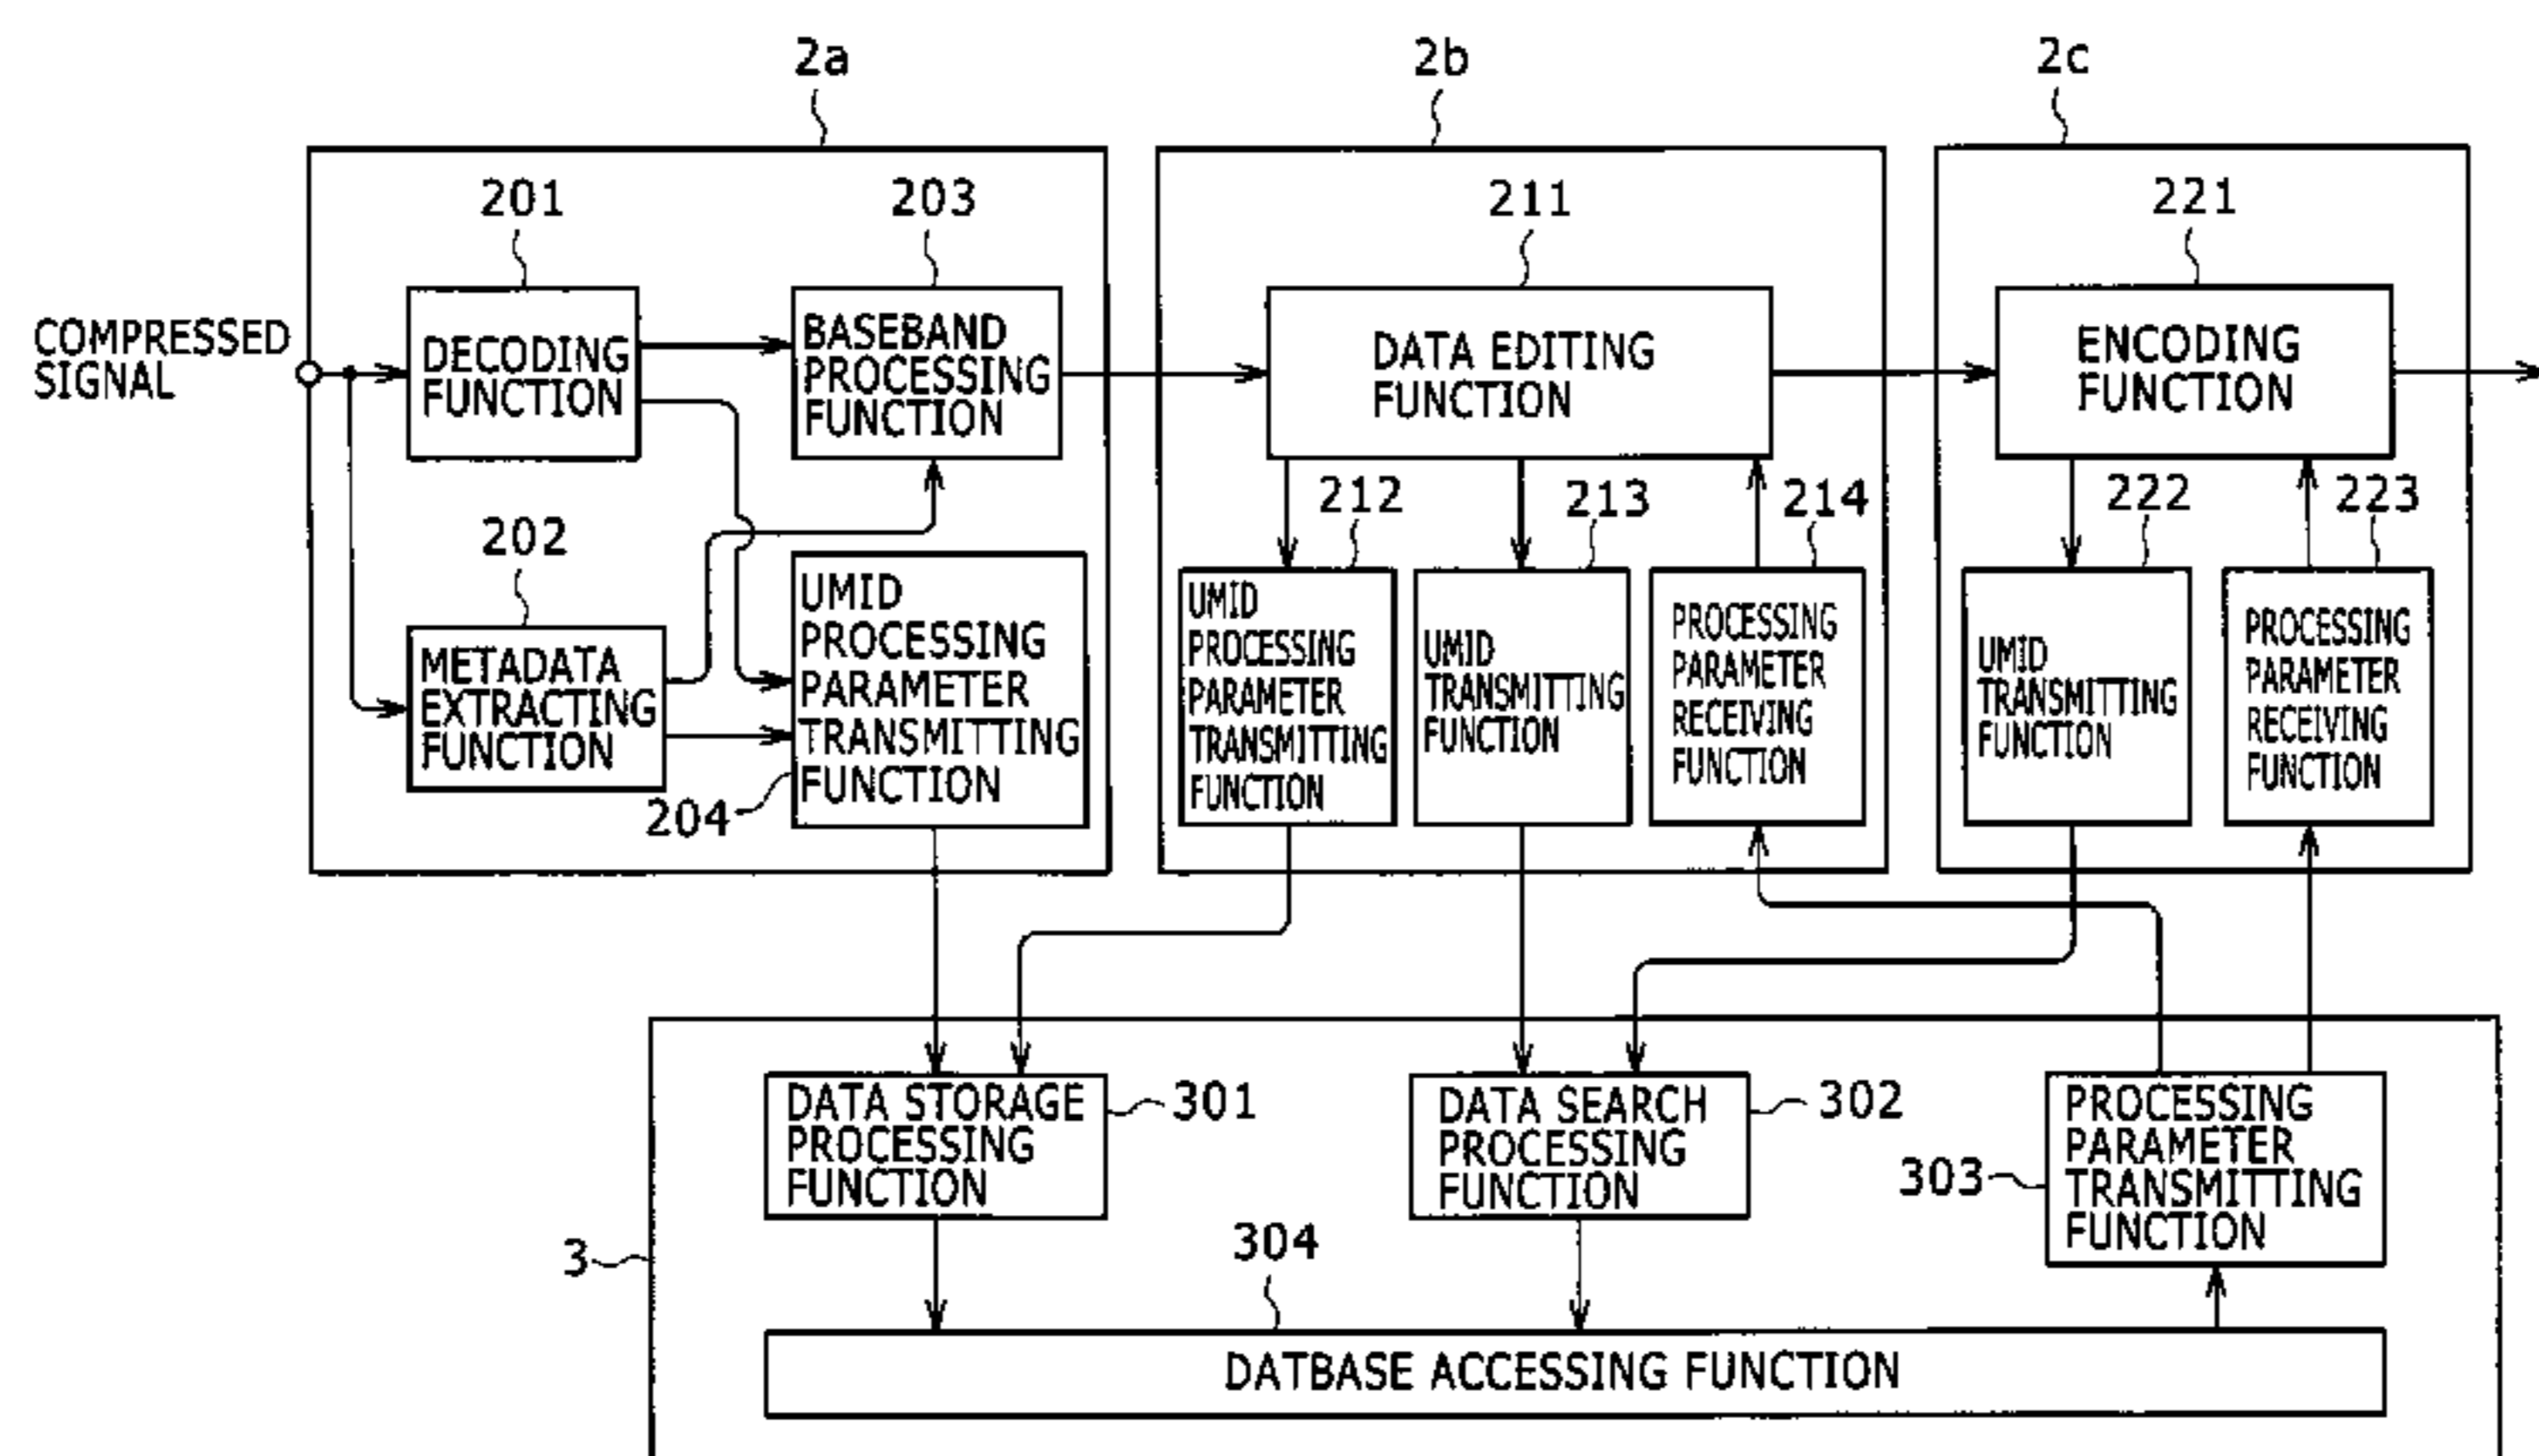 2a
2b
2c
201
203
211
221
COMPRESSED
SIGNAL
DECODING
FUNCTION
BASEBAND
PROCESSING
FUNCTION
DATA EDITING
FUNCTION
ENCODING
FUNCTION
202
212
213
214
222
223
METADATA
EXTRACTING
FUNCTION
UMID
PROCESSING
PARAMETER
TRANSMITTING
FUNCTION
204
UMID
PROCESSING
PARAMETER
TRANSMITTING
FUNCTION
UMID
TRANSMITTING
FUNCTION
PROCESSING
PARAMETER
RECEIVING
FUNCTION
UMID
TRANSMITTING
FUNCTION
PROCESSING
PARAMETER
RECEIVING
FUNCTION
DATA STORAGE
PROCESSING
FUNCTION
301
DATA SEARCH
PROCESSING
FUNCTION
302
303
PROCESSING
PARAMETER
TRANSMITTING
FUNCTION
3
304
DATBASE ACCESSING FUNCTION